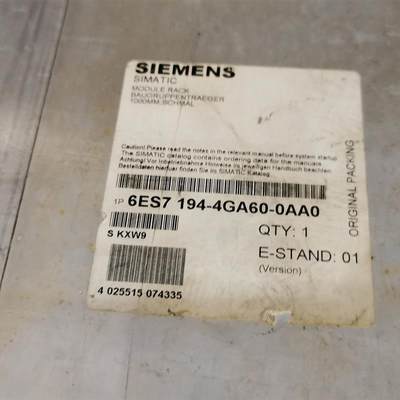 SIEMENS
SIMATIC
MODULE RACK
BAUGRUPPENTRAEGER
1000MM, SCHMAL
Caution! Please read the notes in the relevant manual before system startup.
The SIMATIC catalog contains ordering data for the manuals
Achtung! Vor Inbetriebnahme Hinweise im jeweiligen Handbuch beachten.
Bestelldaten hierfuer finden Sie im SIMATIC Katalog.
1P 6ES7 194-4GA60-0AA0
S KXW9
QTY: 1
E-STAND: 01
(Version)
4 025515 074335
ORIGINAL PACKING